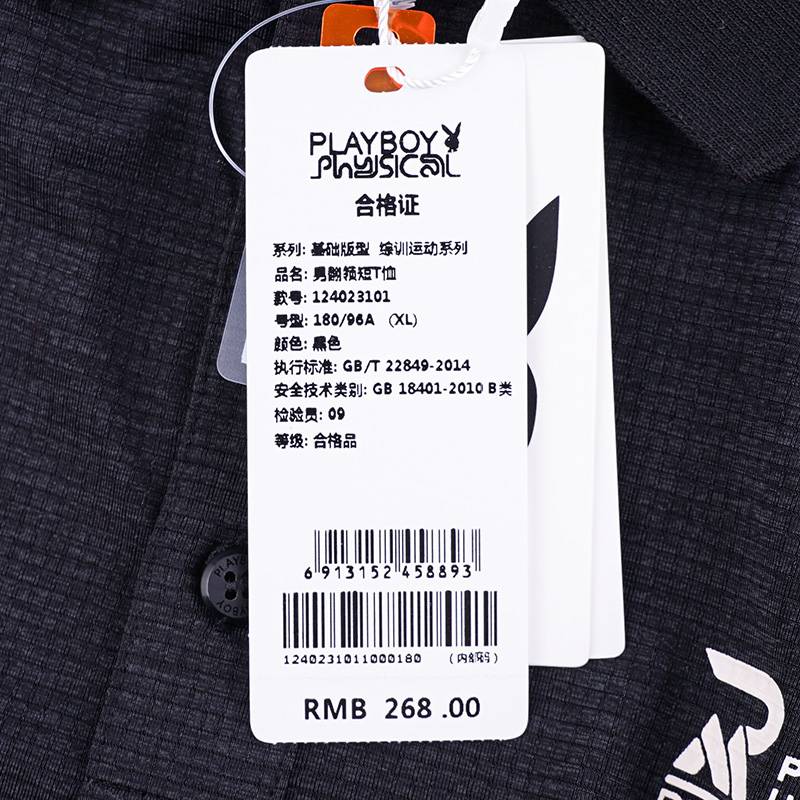 PLAYBOY
PhySICAL
合格证
系列: 基础版型 综训运动系列
品名: 男翻领短T恤
款号: 124023101
号型: 180/96A (XL)
颜色: 黑色
执行标准: GB/T 22849-2014
安全技术类别: GB 18401-2010 B类
检验员: 09
等级: 合格品
6 913152 458893
1240231011000180 (内部码)
RMB 268 .00
PLAYBOY
PLAYBOY